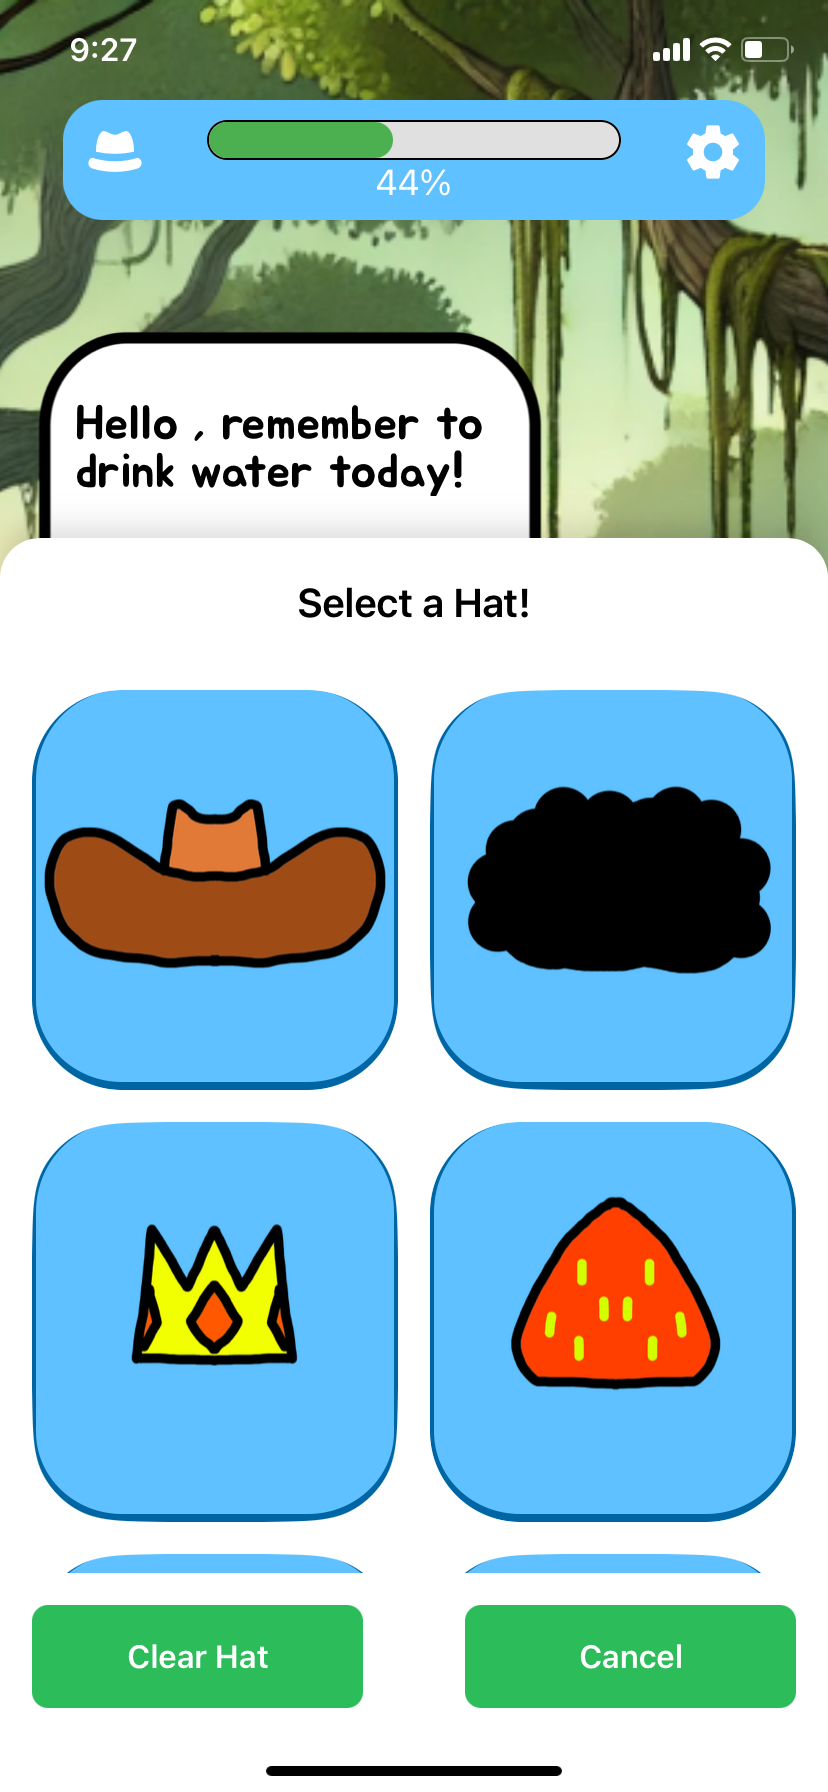 9:27
44%
Hello , remember to
drink water today!
Select a Hat!
Clear Hat
Cancel